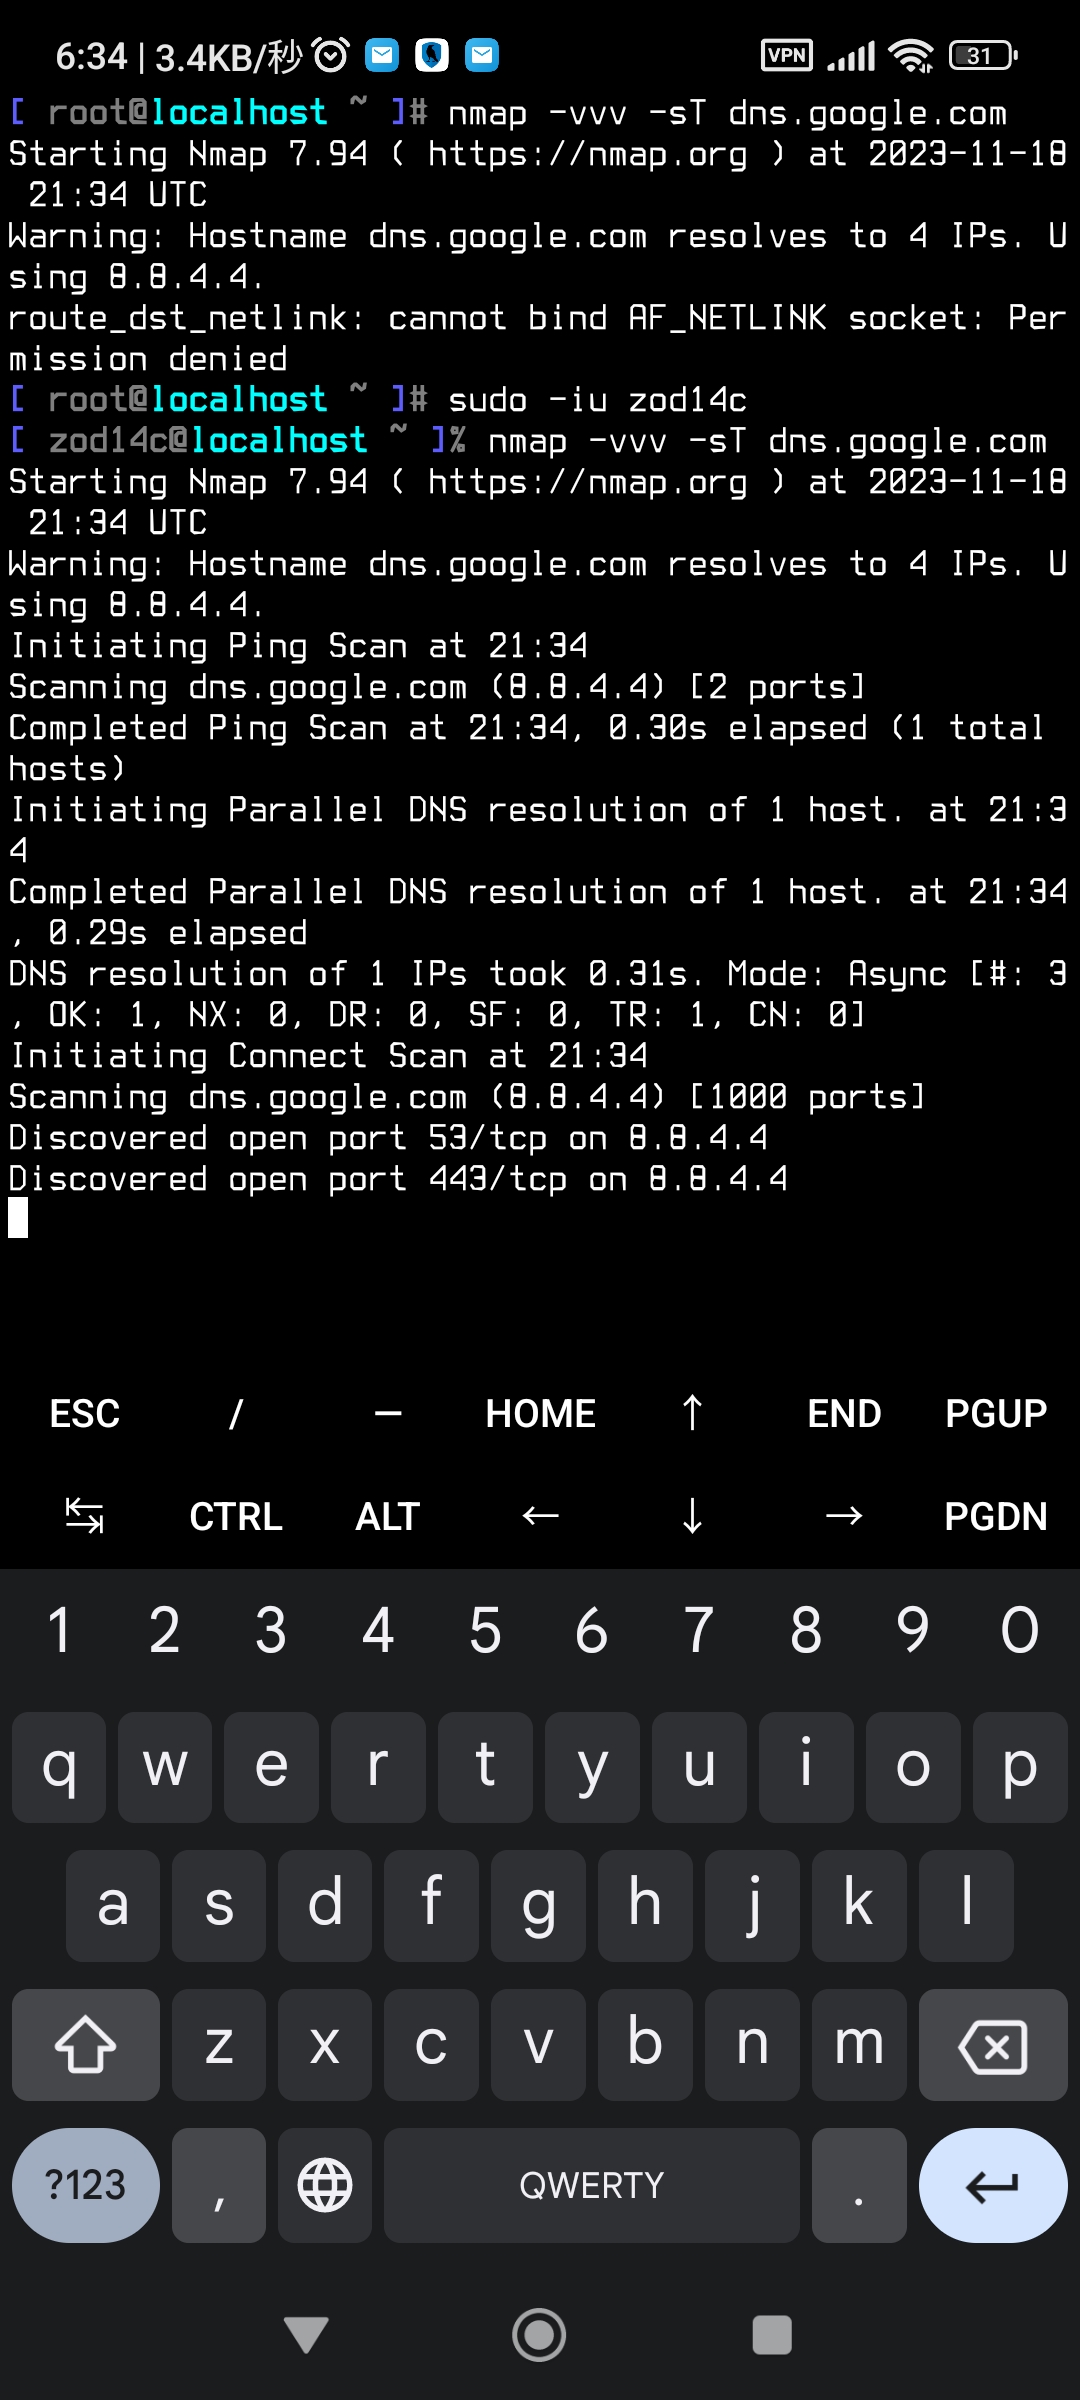 6:34 | 3.4KB/秒 VPN 31
[ root@localhost ~ ]# nmap -vvv -sT dns.google.com
Starting Nmap 7.94 ( https://nmap.org ) at 2023-11-18
 21:34 UTC
Warning: Hostname dns.google.com resolves to 4 IPs. U
sing 8.8.4.4.
route_dst_netlink: cannot bind AF_NETLINK socket: Per
mission denied
[ root@localhost ~ ]# sudo -iu zod14c
[ zod14c@localhost ~ ]% nmap -vvv -sT dns.google.com
Starting Nmap 7.94 ( https://nmap.org ) at 2023-11-18
 21:34 UTC
Warning: Hostname dns.google.com resolves to 4 IPs. U
sing 8.8.4.4.
Initiating Ping Scan at 21:34
Scanning dns.google.com (8.8.4.4) [2 ports]
Completed Ping Scan at 21:34, 0.30s elapsed (1 total
hosts)
Initiating Parallel DNS resolution of 1 host. at 21:3
4
Completed Parallel DNS resolution of 1 host. at 21:34
, 0.29s elapsed
DNS resolution of 1 IPs took 0.31s. Mode: Async [#: 3
, OK: 1, NX: 0, DR: 0, SF: 0, TR: 1, CN: 0]
Initiating Connect Scan at 21:34
Scanning dns.google.com (8.8.4.4) [1000 ports]
Discovered open port 53/tcp on 8.8.4.4
Discovered open port 443/tcp on 8.8.4.4
ESC / — HOME ↑ END PGUP
↹ CTRL ALT ← ↓ → PGDN
1 2 3 4 5 6 7 8 9 0
q w e r t y u i o p
a s d f g h j k l
z x c v b n m
?123 , QWERTY .